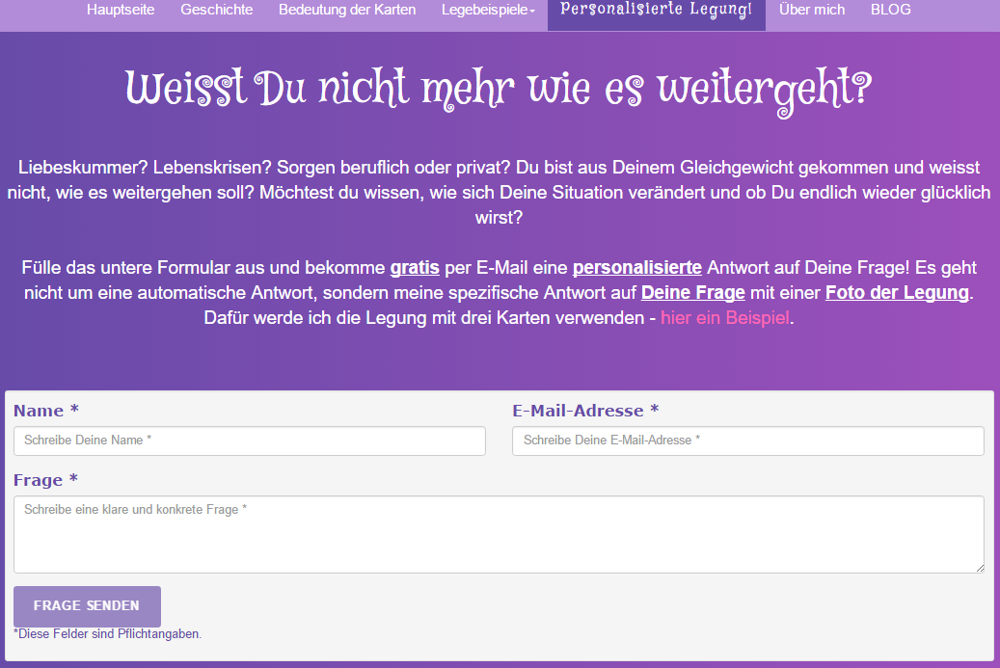 Hauptseite Geschichte Bedeutung der Karten Legebeispiele Personalisierte Legung! Über mich BLOG
Weisst Du nicht mehr wie es weitergeht?
Liebeskummer? Lebenskrisen? Sorgen beruflich oder privat? Du bist aus Deinem Gleichgewicht gekommen und weisst
nicht, wie es weitergehen soll? Möchtest du wissen, wie sich Deine Situation verändert und ob Du endlich wieder glücklich
wirst?
Fülle das untere Formular aus und bekomme gratis per E-Mail eine personalisierte Antwort auf Deine Frage! Es geht
nicht um eine automatische Antwort, sondern meine spezifische Antwort auf Deine Frage mit einer Foto der Legung.
Dafür werde ich die Legung mit drei Karten verwenden - hier ein Beispiel.
Name * E-Mail-Adresse *
Schreibe Deine Name * Schreibe Deine E-Mail-Adresse *
Frage *
Schreibe eine klare und konkrete Frage *
FRAGE SENDEN
*Diese Felder sind Pflichtangaben.